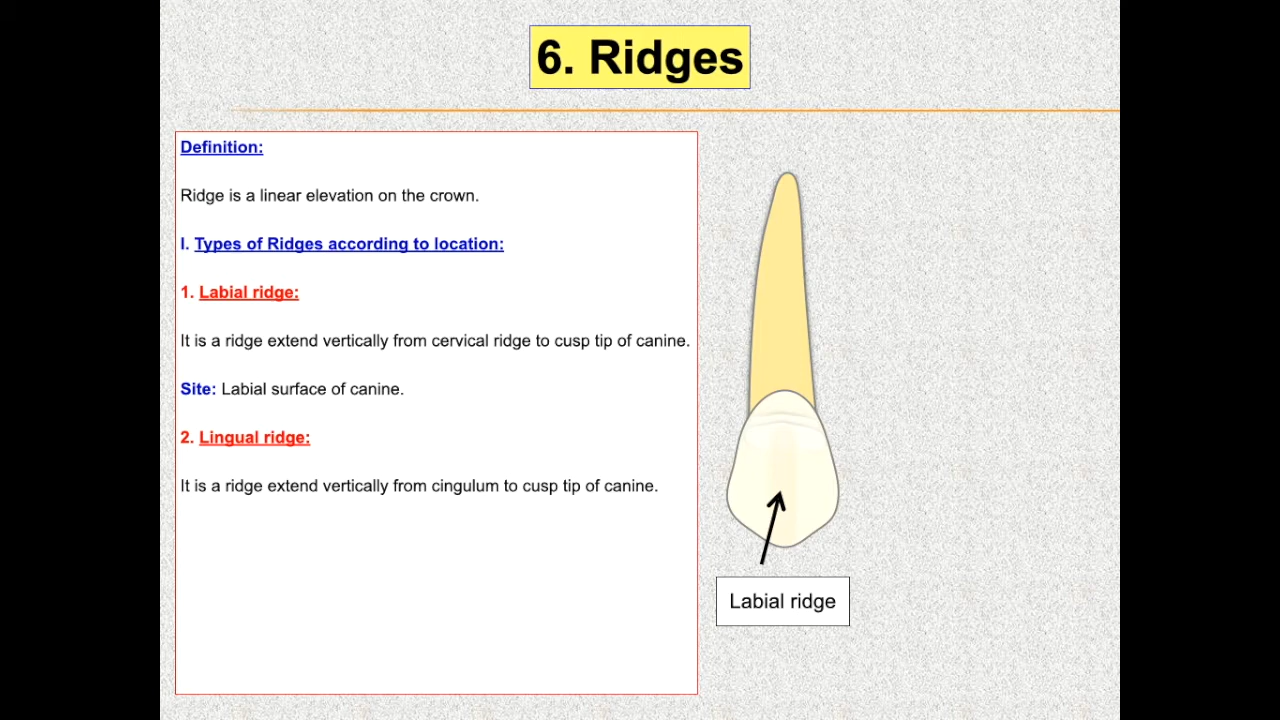 6. Ridges
Definition:
Ridge is a linear elevation on the crown.
I. Types of Ridges according to location:
1. Labial ridge:
It is a ridge extend vertically from cervical ridge to cusp tip of canine.
Site: Labial surface of canine.
2. Lingual ridge:
It is a ridge extend vertically from cingulum to cusp tip of canine.
Labial ridge